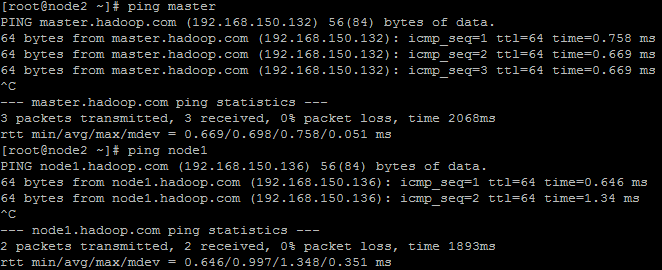 [root@node2 ~]# ping master
PING master.hadoop.com (192.168.150.132) 56(84) bytes of data.
64 bytes from master.hadoop.com (192.168.150.132): icmp_seq=1 ttl=64 time=0.758 ms
64 bytes from master.hadoop.com (192.168.150.132): icmp_seq=2 ttl=64 time=0.669 ms
64 bytes from master.hadoop.com (192.168.150.132): icmp_seq=3 ttl=64 time=0.669 ms
^C
--- master.hadoop.com ping statistics ---
3 packets transmitted, 3 received, 0% packet loss, time 2068ms
rtt min/avg/max/mdev = 0.669/0.698/0.758/0.051 ms
[root@node2 ~]# ping node1
PING node1.hadoop.com (192.168.150.136) 56(84) bytes of data.
64 bytes from node1.hadoop.com (192.168.150.136): icmp_seq=1 ttl=64 time=0.646 ms
64 bytes from node1.hadoop.com (192.168.150.136): icmp_seq=2 ttl=64 time=1.34 ms
^C
--- node1.hadoop.com ping statistics ---
2 packets transmitted, 2 received, 0% packet loss, time 1893ms
rtt min/avg/max/mdev = 0.646/0.997/1.348/0.351 ms